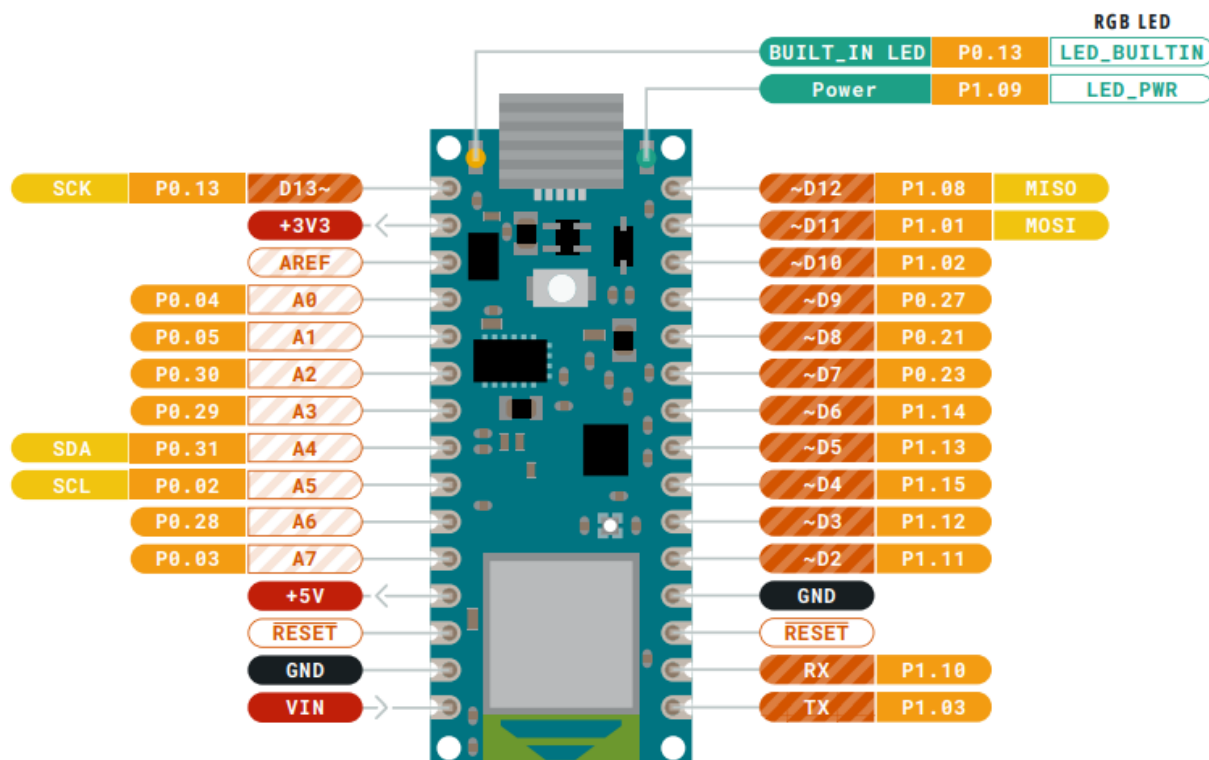 RGB LED
BUILT_IN LED P0.13 LED_BUILTIN
Power P1.09 LED_PWR
SCK P0.13 D13~
+3V3
AREF
P0.04 A0
P0.05 A1
P0.30 A2
P0.29 A3
SDA P0.31 A4
SCL P0.02 A5
P0.28 A6
P0.03 A7
+5V
RESET
GND
VIN
~D12 P1.08 MISO
~D11 P1.01 MOSI
~D10 P1.02
~D9 P0.27
~D8 P0.21
~D7 P0.23
~D6 P1.14
~D5 P1.13
~D4 P1.15
~D3 P1.12
~D2 P1.11
GND
RESET
RX P1.10
TX P1.03